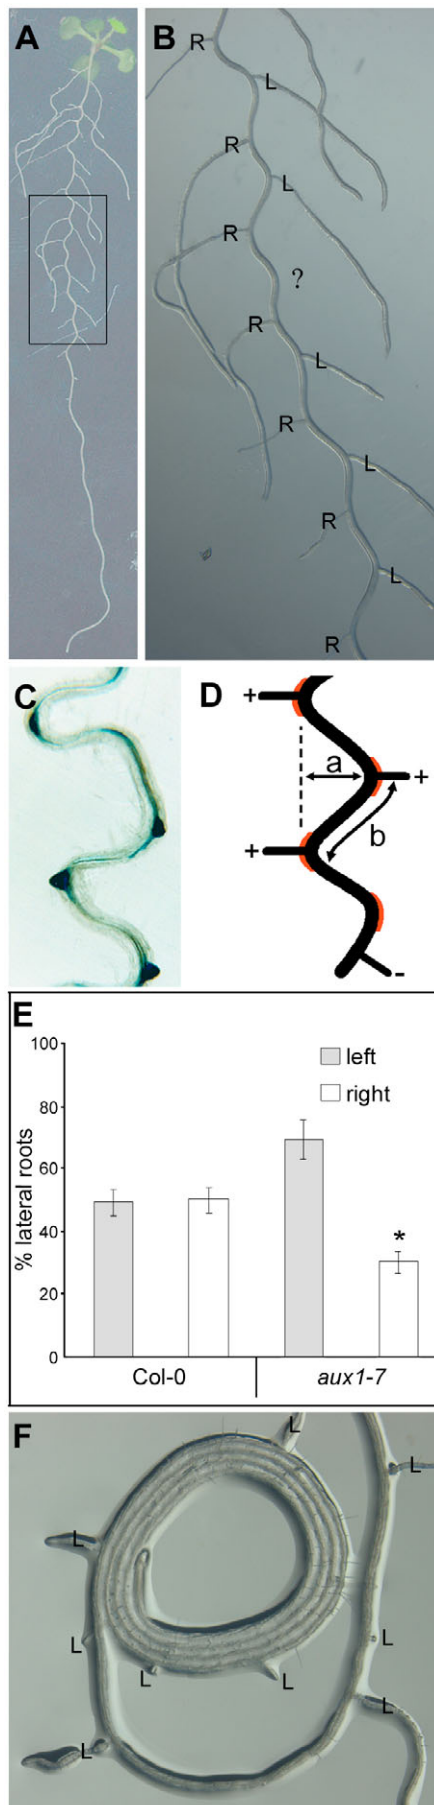 A
B
R
L
R
L
R
?
R
L
R
L
R
L
R
C
D
+
a
+
+
b
-
E
100
left
80
right
60
*
40
20
0
% lateral roots
Col-0
aux1-7
F
L
L
L
L
L
L
L
L